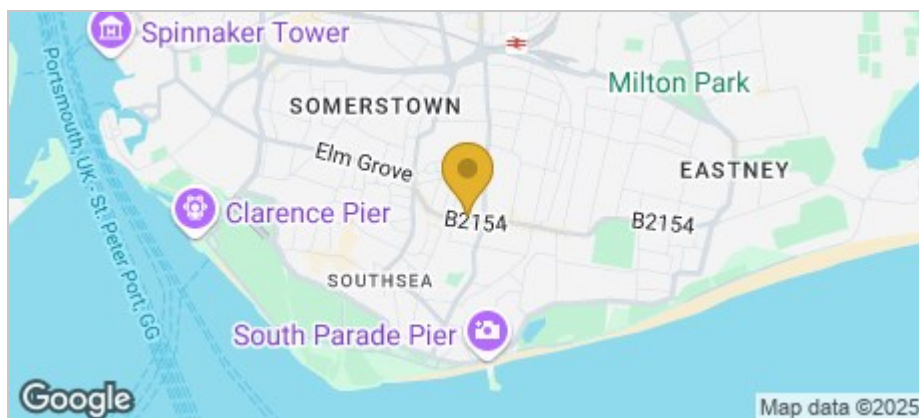 Spinnaker Tower
Portsmouth, UK - St. Peter Port, GG
SOMERSTOWN
Milton Park
Elm Grove
EASTNEY
Clarence Pier
B2154
B2154
SOUTHSEA
South Parade Pier
Google
Map data ©2025